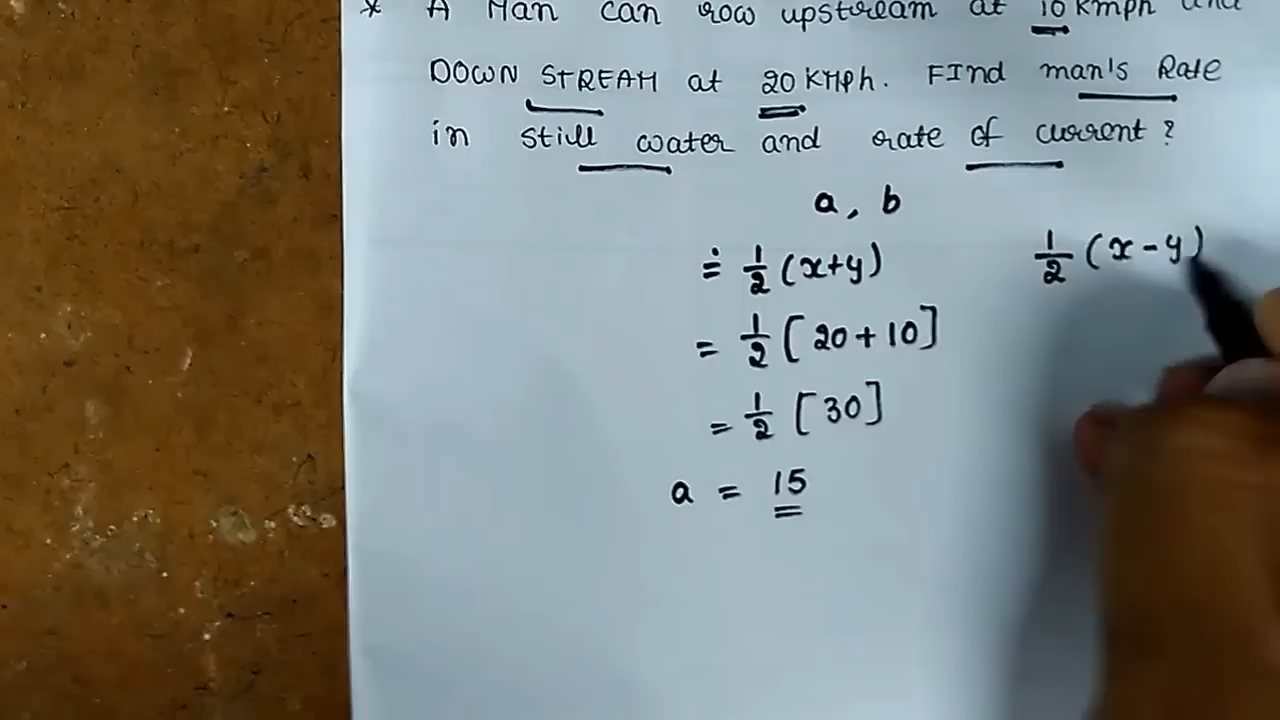 * A Man can row upstream at 10 kmph and
DOWN STREAM at 20 KMPh. FInd man's Rate
in still water and rate of current ?
a, b
= 1/2 (x+y)
1/2 (x-y)
= 1/2 [20+10]
= 1/2 [30]
a = 15